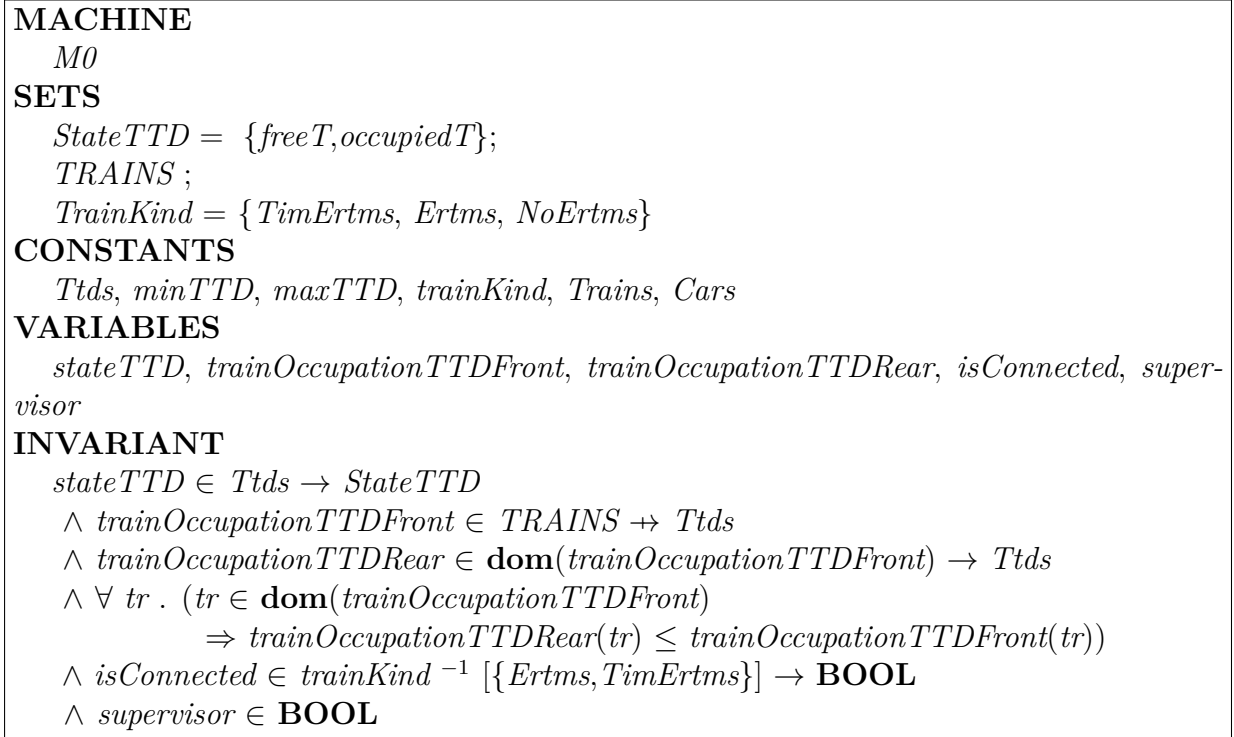 MACHINE
M0
SETS
StateTTD = {freeT,occupiedT};
TRAINS ;
TrainKind = {TimErtms, Ertms, NoErtms}
CONSTANTS
Ttds, minTTD, maxTTD, trainKind, Trains, Cars
VARIABLES
stateTTD, trainOccupationTTDFront, trainOccupationTTDRear, isConnected, super-
visor
INVARIANT
stateTTD ∈ Ttds → StateTTD
∧ trainOccupationTTDFront ∈ TRAINS ⇸ Ttds
∧ trainOccupationTTDRear ∈ dom(trainOccupationTTDFront) → Ttds
∧ ∀ tr . (tr ∈ dom(trainOccupationTTDFront)
⇒ trainOccupationTTDRear(tr) ≤ trainOccupationTTDFront(tr))
∧ isConnected ∈ trainKind ⁻¹ [{Ertms,TimErtms}] → BOOL
∧ supervisor ∈ BOOL